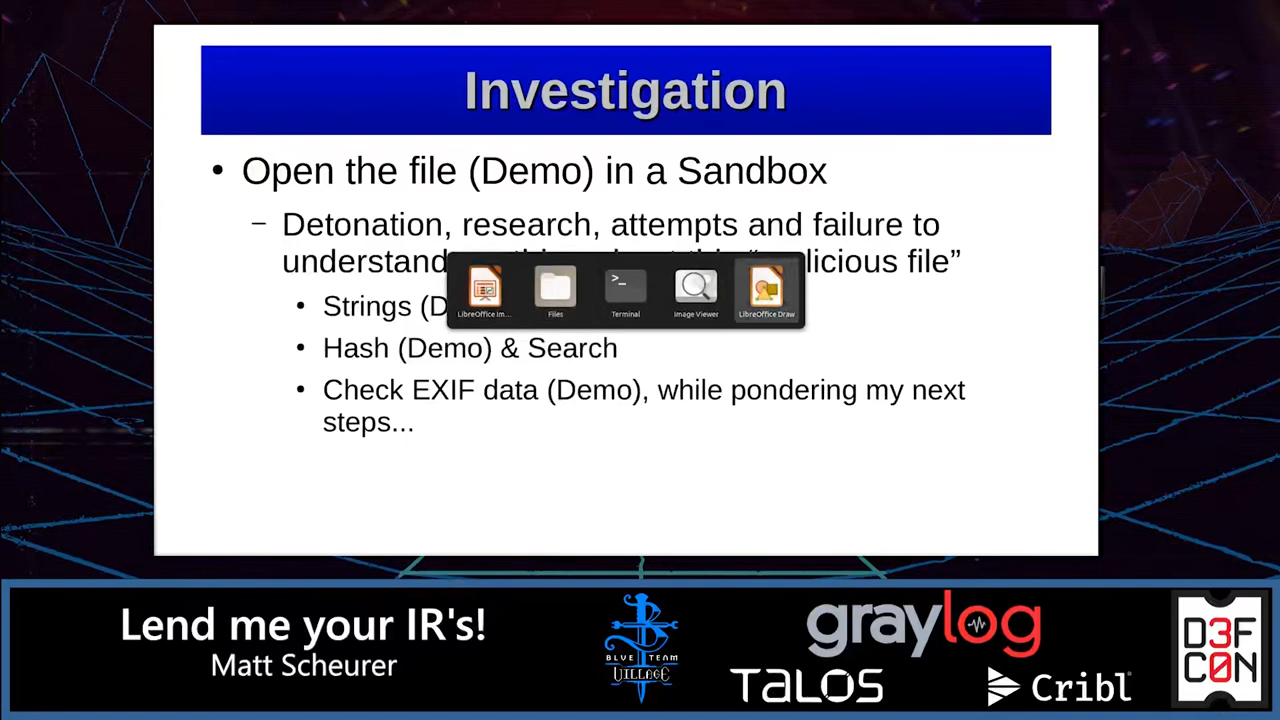 Investigation
• Open the file (Demo) in a Sandbox
– Detonation, research, attempts and failure to
understand licious file”
• Strings (D
• Hash (Demo) & Search
• Check EXIF data (Demo), while pondering my next
steps...
LibreOffice Im... Files Terminal Image Viewer LibreOffice Draw
>_
Lend me your IR's!
Matt Scheurer
BLUE TEAM
VILLAGE
graylog
TALOS
Cribl
D3F
C0N